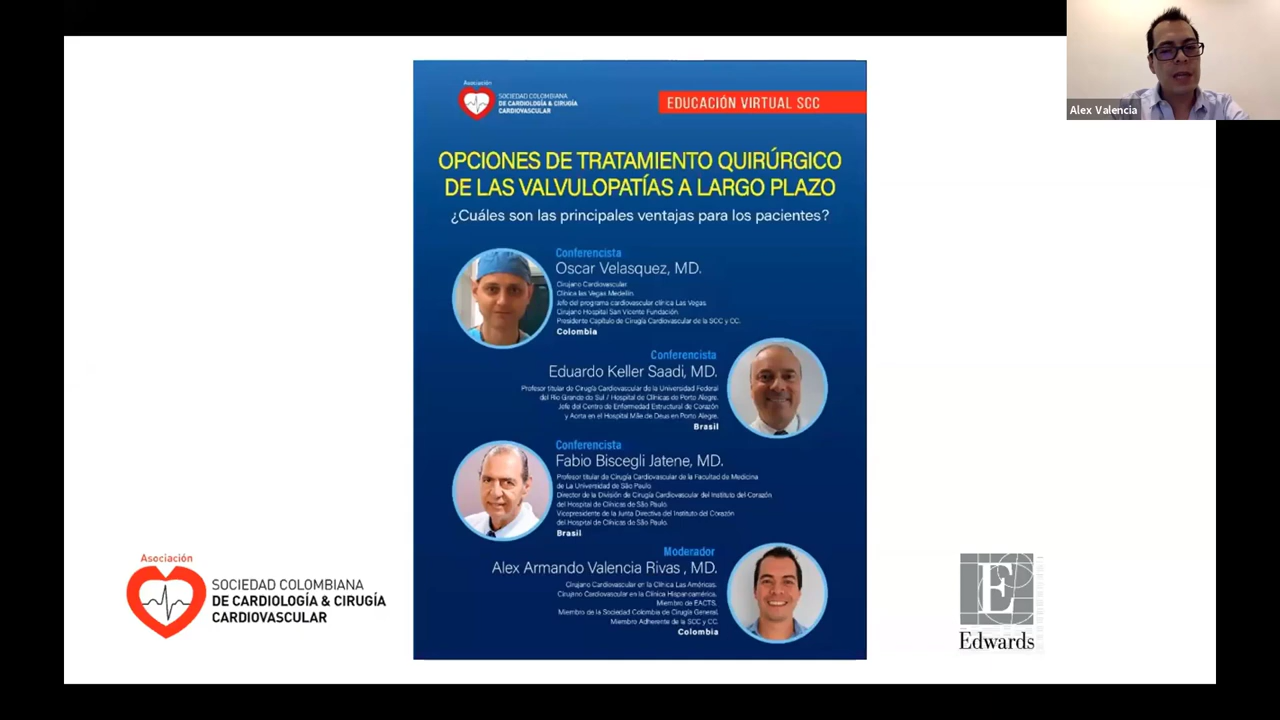 Alex Valencia
Asociación
SOCIEDAD COLOMBIANA
DE CARDIOLOGÍA & CIRUGÍA
CARDIOVASCULAR
EDUCACIÓN VIRTUAL SCC
OPCIONES DE TRATAMIENTO QUIRÚRGICO
DE LAS VALVULOPATÍAS A LARGO PLAZO
¿Cuáles son las principales ventajas para los pacientes?
Conferencista
Oscar Velasquez, MD.
Cirujano Cardiovascular
Clínica las Vegas Medellín.
Jefe del programa cardiovascular clínica Las Vegas.
Cirujano Hospital San Vicente Fundación.
Presidente Capítulo de Cirugía Cardiovascular de la SCC y CC.
Colombia
Conferencista
Eduardo Keller Saadi, MD.
Profesor titular de Cirugía Cardiovascular de la Universidad Federal
del Rio Grande do Sul / Hospital de Clínicas de Porto Alegre.
Jefe del Centro de Enfermedad Estructural de Corazón
y Aorta en el Hospital Mãe de Deus en Porto Alegre.
Brasil
Conferencista
Fabio Biscegli Jatene, MD.
Profesor titular de Cirugía Cardiovascular de la Faculdad de Medicina
de La Universidad de São Paulo
Director de la División de Cirugía Cardiovascular del Instituto del Corazón
del Hospital de Clínicas de São Paulo.
Vicepresidente de la Junta Directiva del Instituto del Corazón
del Hospital de Clínicas de São Paulo.
Brasil
Moderador
Alex Armando Valencia Rivas , MD.
Cirujano Cardiovascular en la Clínica Las Américas.
Cirujano Cardiovascular en la Clínica Hispanoamérica.
Miembro de EACTS.
Miembro de la Sociedad Colombia de Cirugía General.
Miembro Adherente de la SCC y CC.
Colombia
Asociación
SOCIEDAD COLOMBIANA
DE CARDIOLOGÍA & CIRUGÍA
CARDIOVASCULAR
E
Edwards